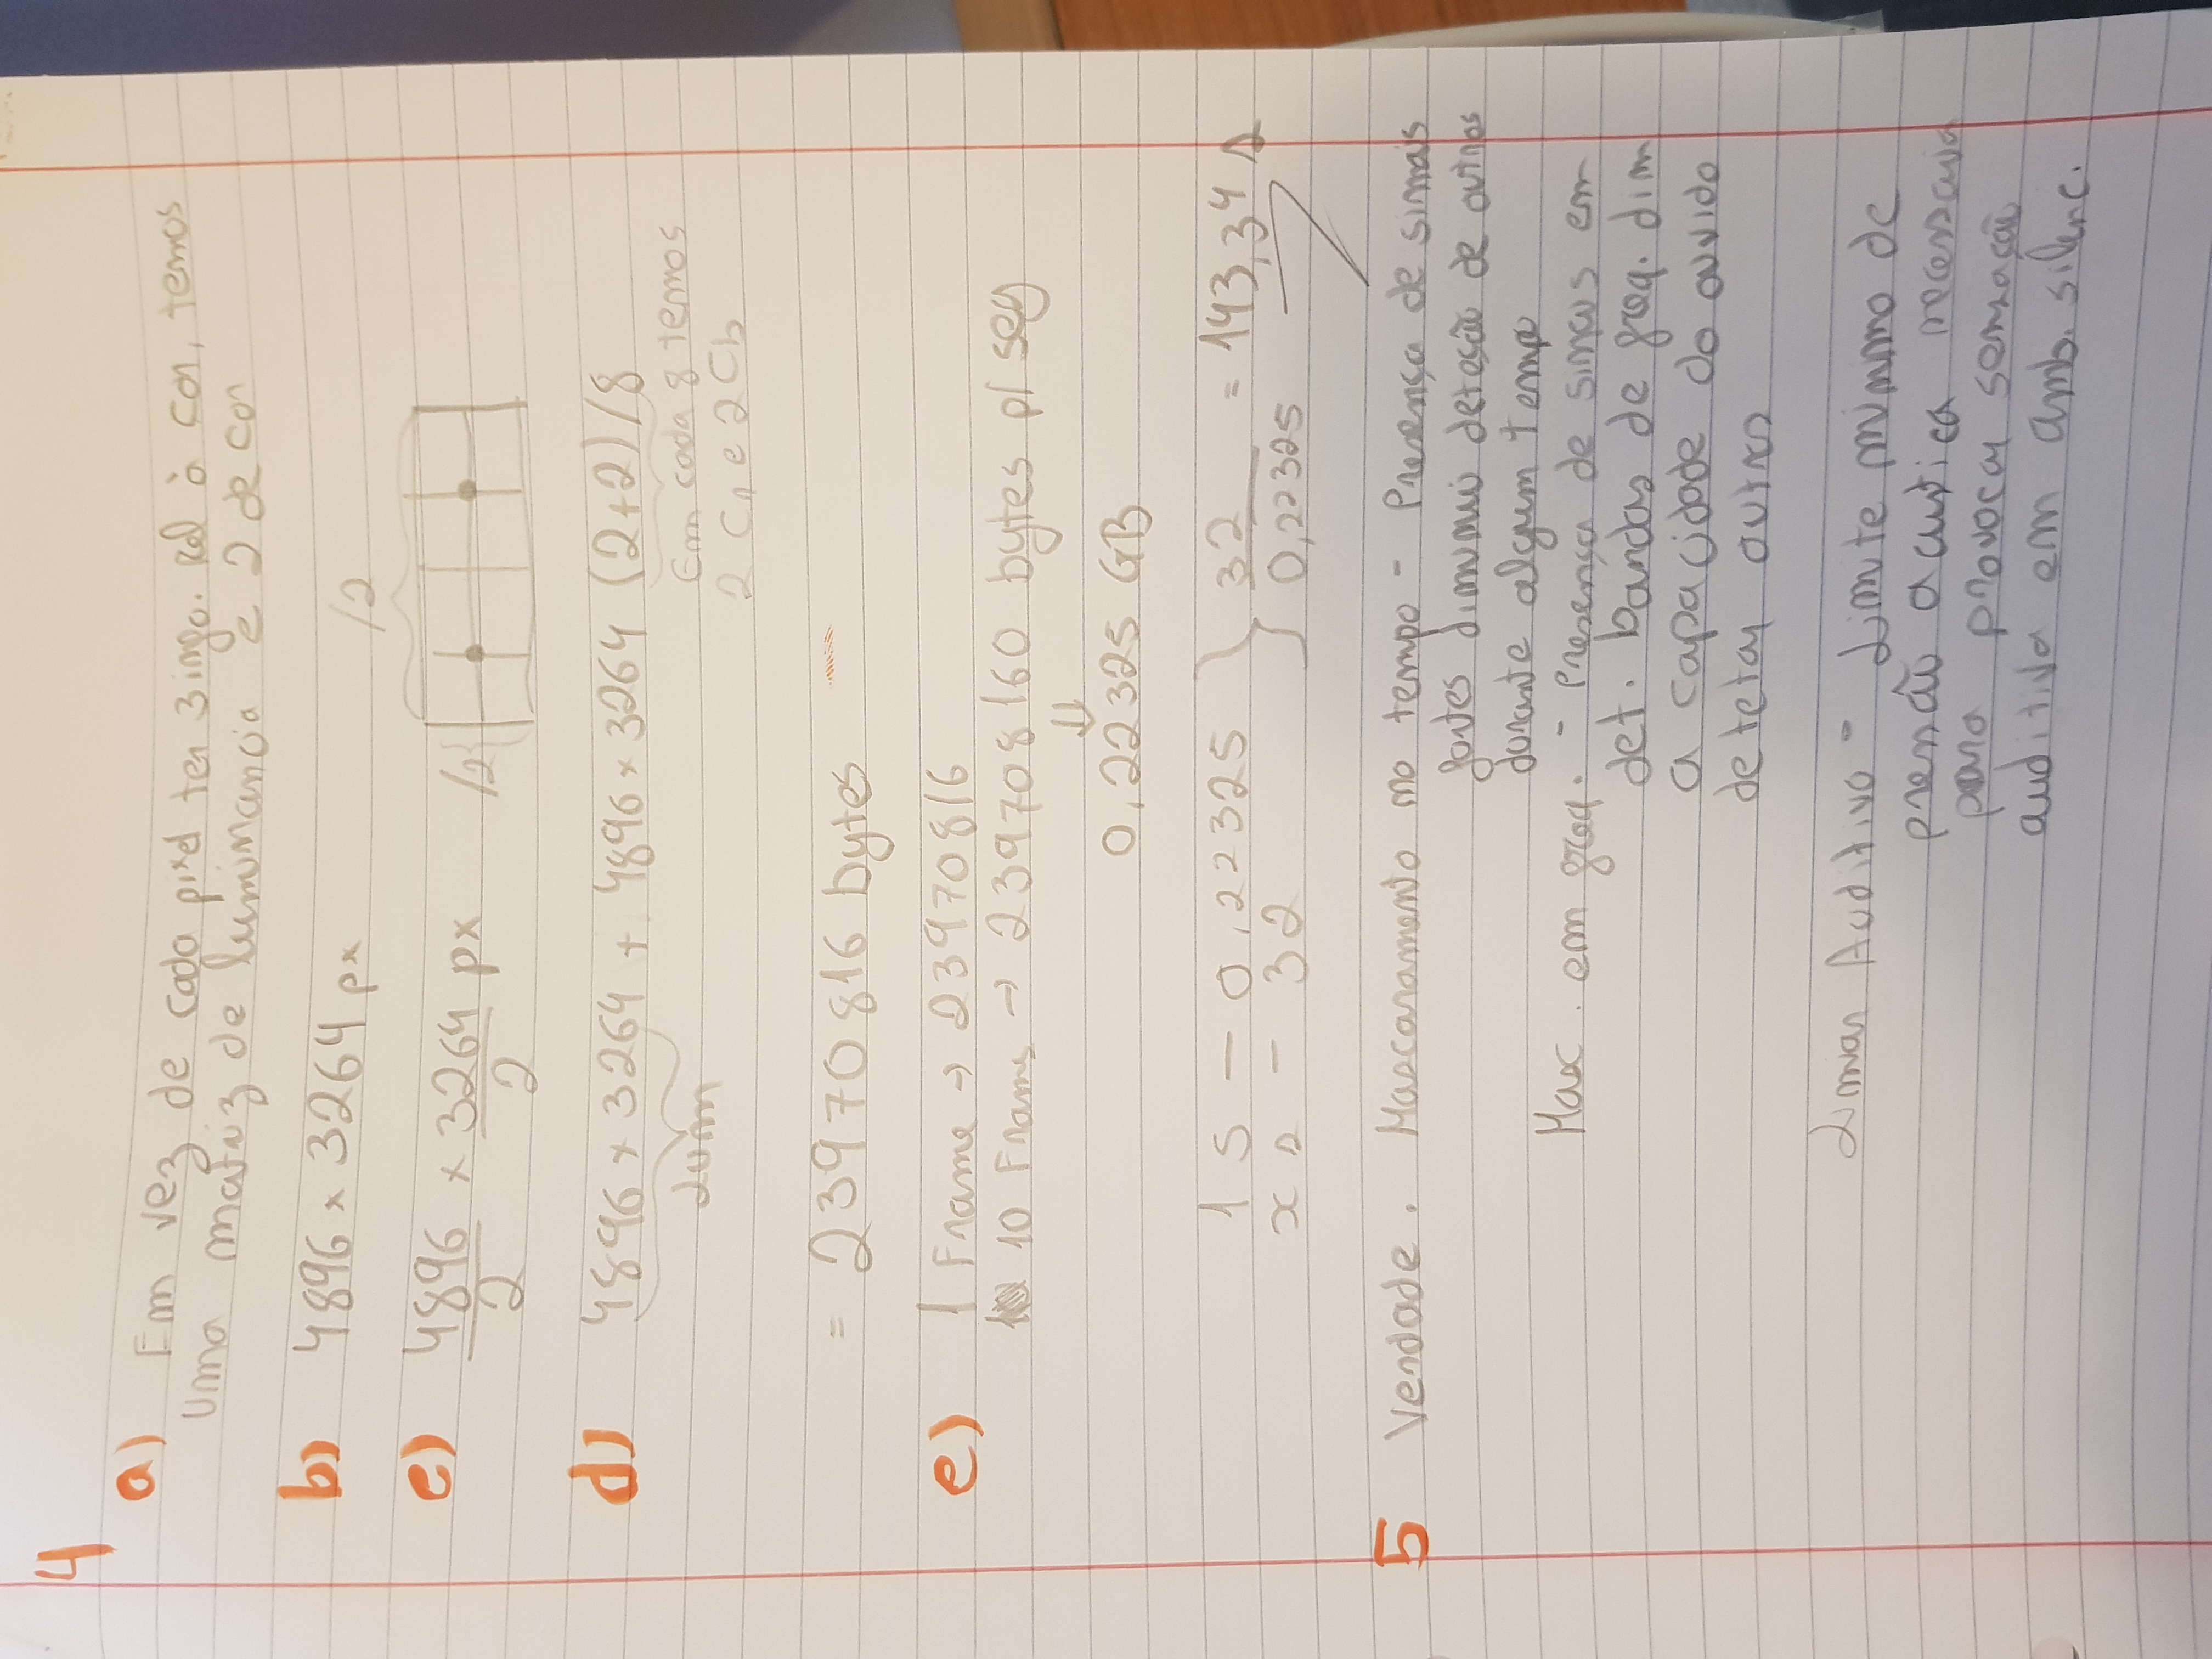 4
a) Em vez de cada pixel ter 3 info. Rel à cor, temos
uma matriz de luminancia e 2 de cor
b) 4896 × 3264 px
/2
c) 4896/2 × 3264/2 px
/2
d) 4896 × 3264 + 4896 × 3264 (2+2)/8
Lum
Em cada 8 temos
2 Cr e 2 Cb
= 23970816 bytes
e) 1 Frame → 23970816
10 Frames → 239708160 bytes p/ seg
⇓
0,22325 GB
1 s — 0,22325 } 32/0,22325 = 143,34 s
x s — 32
5 Verdade. Mascaramento no tempo - Presença de sinais
fortes diminui deteção de outros
durante algum tempo
Masc. em freq. - Presença de sinais em
det. bandas de freq. dim
a capacidade do ouvido
detetar outros
Limiar Auditivo - Limite minimo de
pressão acustica necessaria
para provocar sensação
auditiva em amb. silenc.